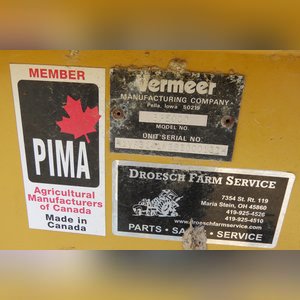 MEMBER
PIMA
Agricultural
Manufacturers
of Canada
Made in
Canada
Vermeer
MANUFACTURING COMPANY
Pella, Iowa 50219
MODEL NO.
UNIT SERIAL NO.
DROESCH FARM SERVICE
7354 St. Rt. 119
Maria Stein, OH 45860
419-925-4526
419-925-4510
www.droeschfarmservice.com
PARTS · SALES · SERVICE